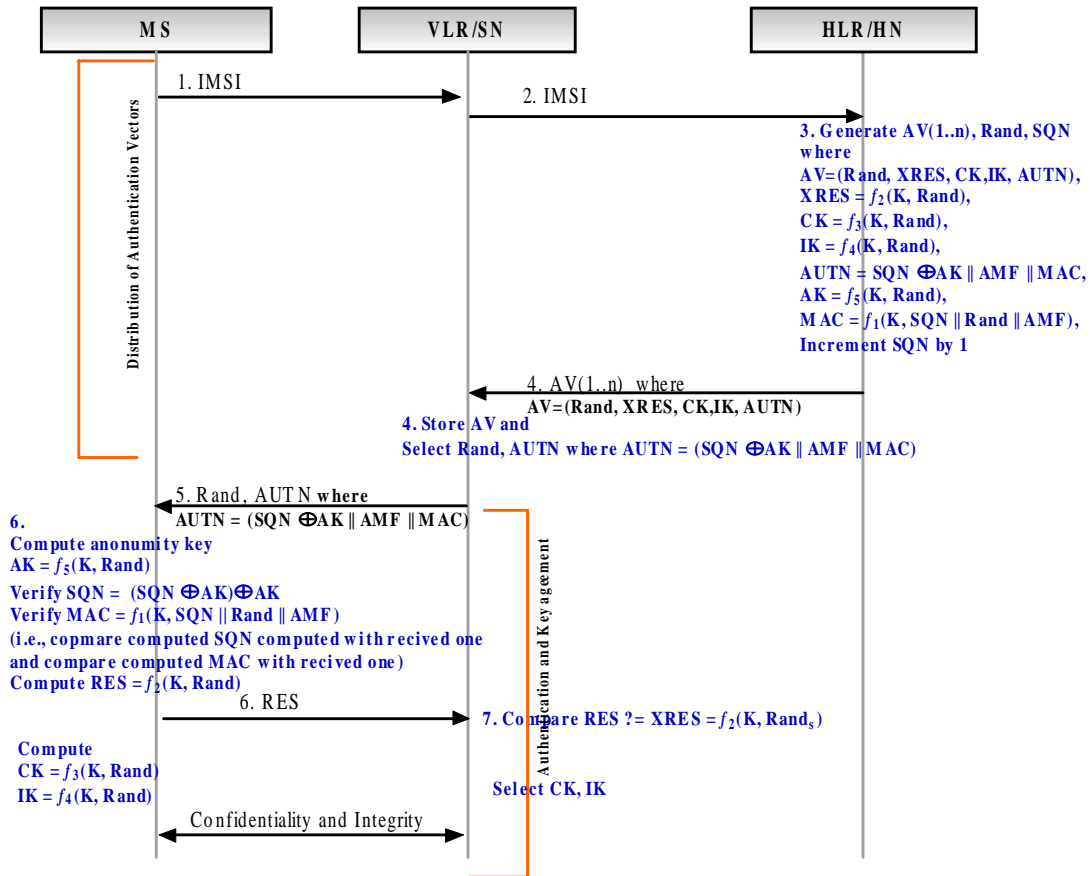 MS
VLR/SN
HLR/HN
1. IMSI
2. IMSI
Distribution of Authentication Vectors
3. Generate AV(1..n), Rand, SQN
where
AV=(Rand, XRES, CK,IK, AUTN),
XRES = f₂(K, Rand),
CK = f₃(K, Rand),
IK = f₄(K, Rand),
AUTN = SQN ⊕AK || AMF || MAC,
AK = f₅(K, Rand),
MAC = f₁(K, SQN || Rand || AMF),
Increment SQN by 1
4. AV(1..n) where
AV=(Rand, XRES, CK,IK, AUTN)
4. Store AV and
Select Rand, AUTN where AUTN = (SQN ⊕AK || AMF || MAC)
5. Rand, AUTN where
AUTN = (SQN ⊕AK || AMF || MAC)
6.
Compute anonumity key
AK = f₅(K, Rand)
Verify SQN = (SQN ⊕AK)⊕AK
Verify MAC = f₁(K, SQN || Rand || AMF)
(i.e., copmare computed SQN computed with recived one
and compare computed MAC with recived one)
Compute RES = f₂(K, Rand)
Authentication and Key ageement
6. RES
7. Compare RES ?= XRES = f₂(K, Randₛ)
Compute
CK = f₃(K, Rand)
IK = f₄(K, Rand)
Select CK, IK
Confidentiality and Integrity